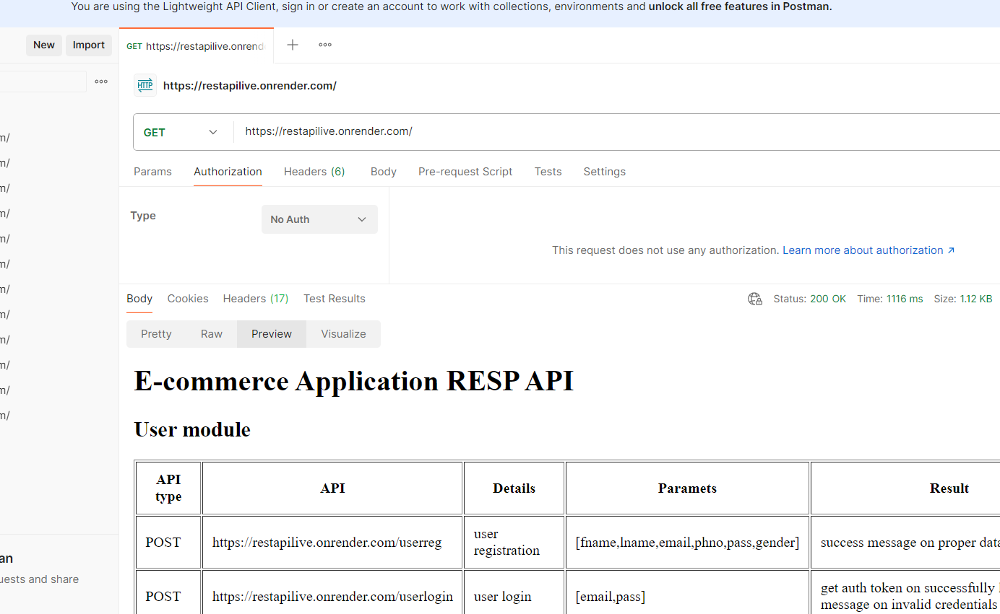 You are using the Lightweight API Client, sign in or create an account to work with collections, environments and unlock all free features in Postman.
New Import
GET https://restapilive.onrend
https://restapilive.onrender.com/
GET https://restapilive.onrender.com/
Params Authorization Headers (6) Body Pre-request Script Tests Settings
Type No Auth
This request does not use any authorization. Learn more about authorization ↗
m/
m/
m/
m/
m/
m/
m/
m/
m/
m/
m/
m/
an
uests and share
Body Cookies Headers (17) Test Results Status: 200 OK Time: 1116 ms Size: 1.12 KB
Pretty Raw Preview Visualize
E-commerce Application RESP API
User module
API type API Details Paramets Result
POST https://restapilive.onrender.com/userreg user registration [fname,lname,email,phno,pass,gender] success message on proper data
POST https://restapilive.onrender.com/userlogin user login [email,pass] get auth token on successfully message on invalid credentials